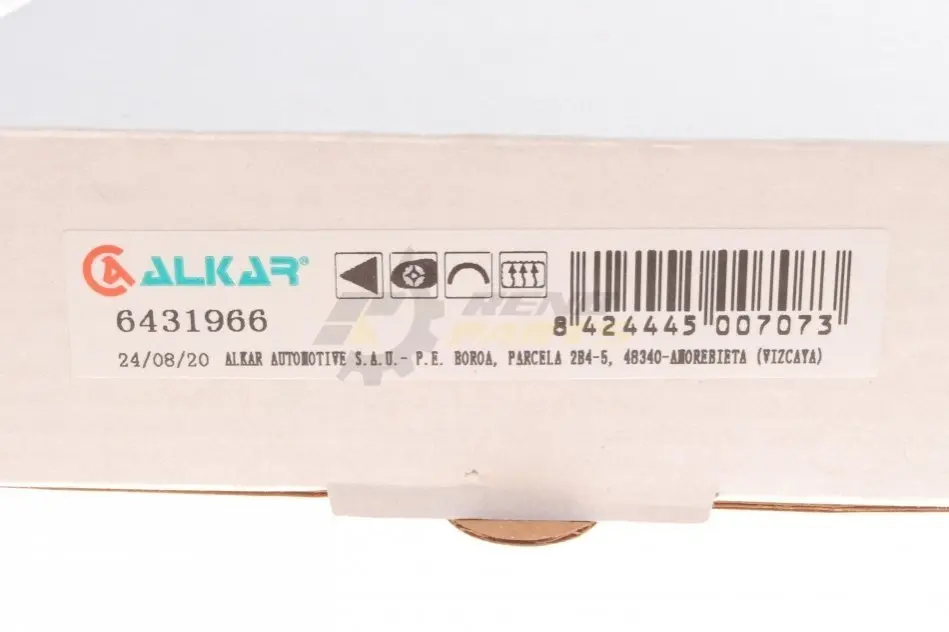 ALKAR®
6431966
8 424445 007073
24/08/20 ALKAR AUTOMOTIVE S.A.U.- P.E. BOROA, PARCELA 2B4-5, 48340-AMOREBIETA (VIZCAYA)